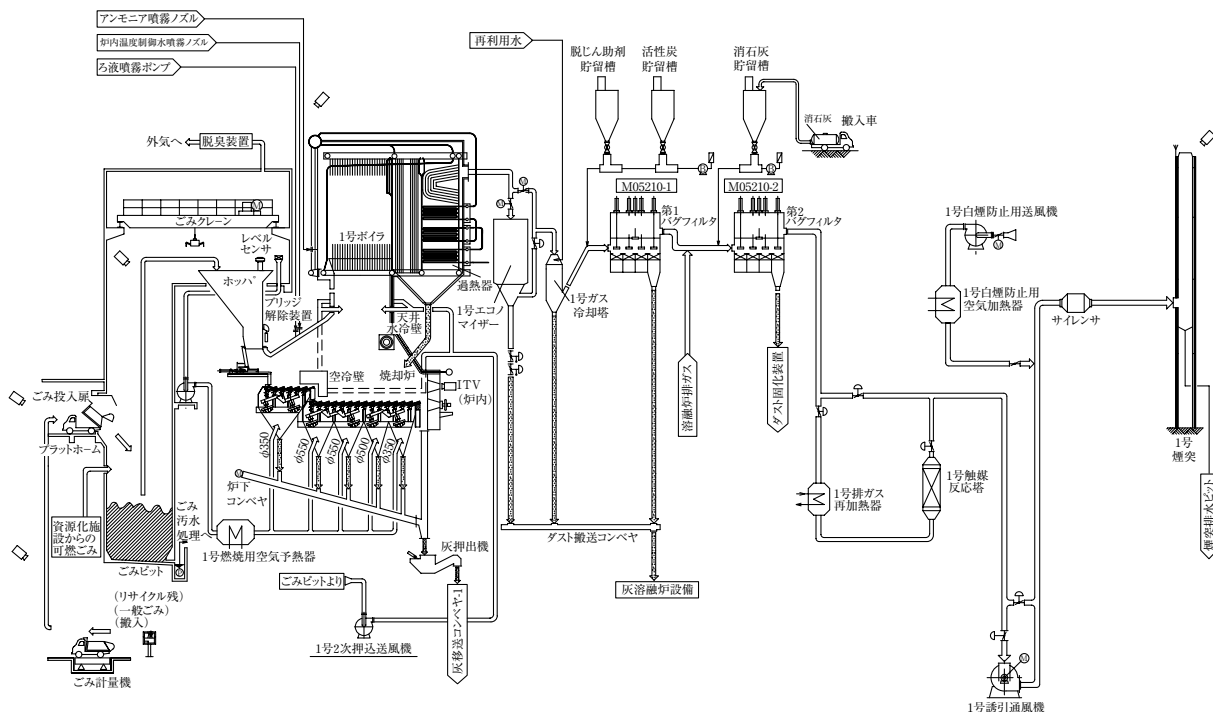 アンモニア噴霧ノズル
炉内温度制御水噴霧ノズル
ろ液噴霧ポンプ
再利用水
脱じん助剤
貯留槽
活性炭
貯留槽
消石灰
貯留槽
消石灰
搬入車
外気へ
脱臭装置
M
ごみクレーン
レベル
センサ
ホッパ
ブリッジ
解除装置
1号ボイラ
過熱器
天井
水冷壁
焼却炉
空冷壁
ITV
(炉内)
M
M
1号エコノ
マイザー
1号ガス
冷却塔
M05210-1
M05210-2
第1
バグフィルタ
第2
バグフィルタ
溶融炉排ガス
ダスト固化装置
1号白煙防止用送風機
M
1号白煙防止用
空気加熱器
サイレンサ
1号
煙突
煙突排水ピット
ごみ投入扉
プラットホーム
資源化施
設からの
可燃ごみ
ごみピット
ごみ
汚水
処理へ
φ350
φ550
φ550
φ500
φ350
M
炉下
コンベヤ
1号燃焼用空気予熱器
灰押出機
灰移送コンベヤ-1
ごみピットより
1号2次押込送風機
ダスト搬送コンベヤ
灰溶融炉設備
1号排ガス
再加熱器
1号触媒
反応塔
M
1号誘引通風機
(リサイクル残)
(一般ごみ)
(搬入)
ごみ計量機